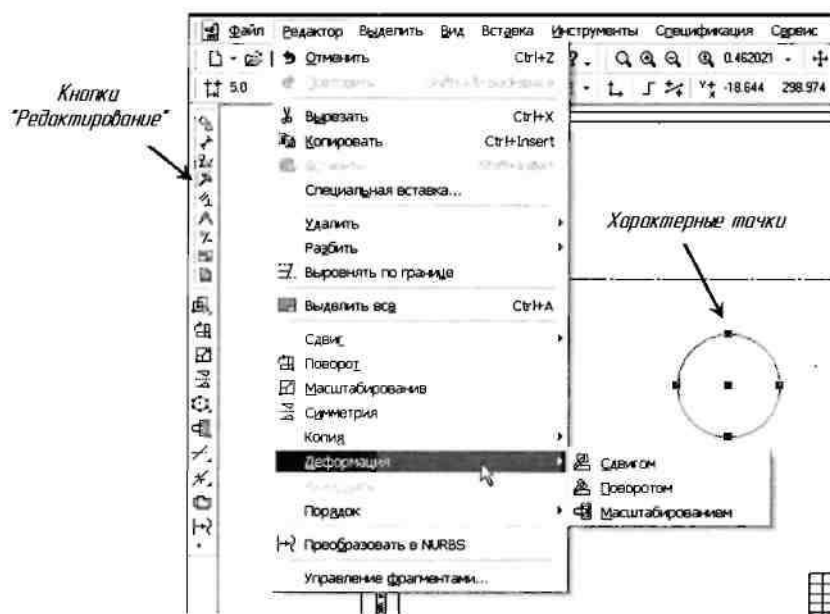 Файл Редактор Выделить Вид Вставка Инструменты Спецификация Сервис
Отменить Ctrl+Z
0.462021
5.0
-18.644 298.974
Кнопки
"Редактирование"
Вырезать Ctrl+X
Копировать Ctrl+Insert
Специальная вставка...
Удалить
Разбить
Выровнять по границе
Выделить все Ctrl+A
Сдвиг
Поворот
Масштабирование
Симметрия
Копия
Деформация
Сдвигом
Поворотом
Масштабированием
Порядок
Преобразовать в NURBS
Управление фрагментами...
Характерные точки